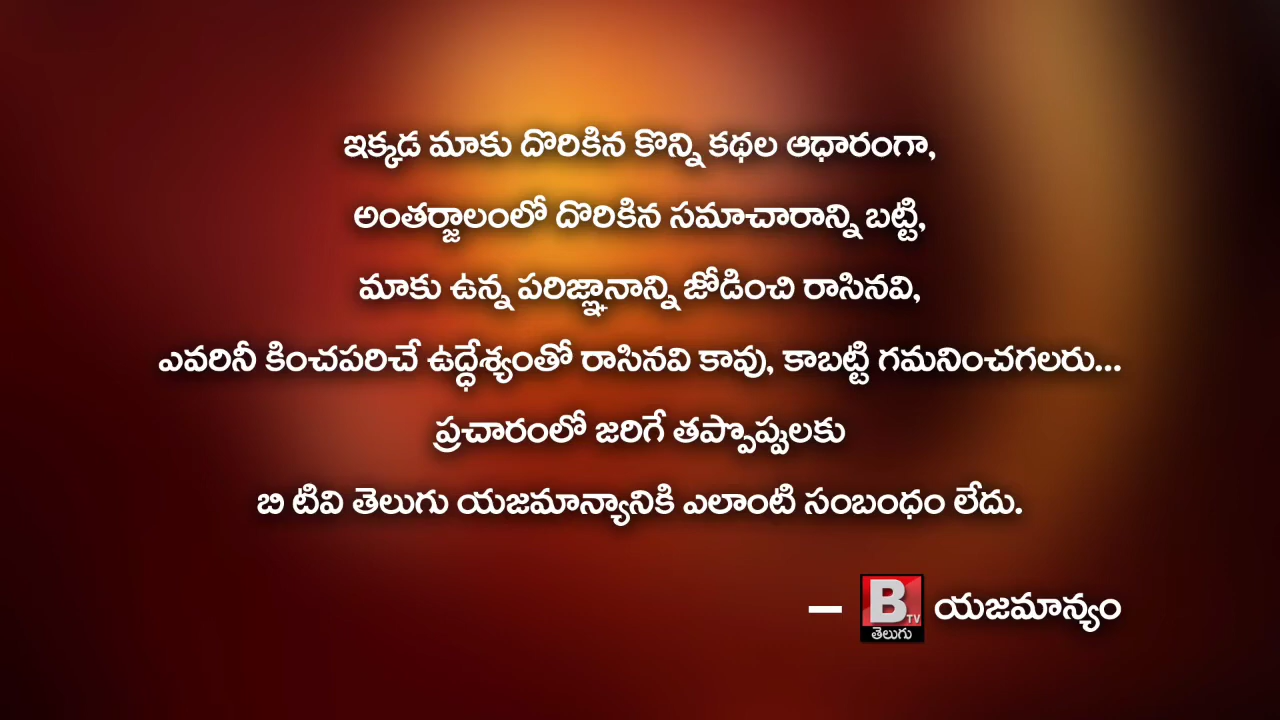 ఇక్కడ మాకు దొరికిన కొన్ని కథల ఆధారంగా,
అంతర్జాలంలో దొరికిన సమాచారాన్ని బట్టి,
మాకు ఉన్న పరిజ్ఞానాన్ని జోడించి రాసినవి,
ఎవరినీ కించపరిచే ఉద్ధేశ్యంతో రాసినవి కావు, కాబట్టి గమనించగలరు...
ప్రచారంలో జరిగే తప్పొప్పులకు
బి టివి తెలుగు యజమాన్యానికి ఎలాంటి సంబంధం లేదు.
– B TV తెలుగు యజమాన్యం